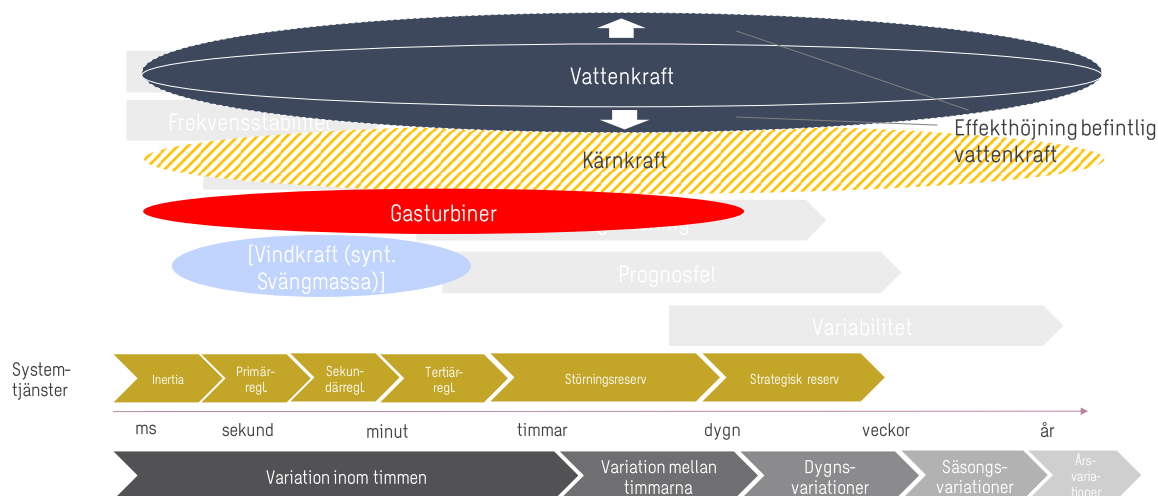 Vattenkraft
Frekvensstabilitet
Effekthöjning befintlig
vattenkraft
Kärnkraft
Gasturbiner
[Vindkraft (synt.
Svängmassa)]
Prognosfel
Variabilitet
System-
tjänster
Inertia
Primär-
regl.
Sekun-
därregl.
Tertiär-
regl.
Störningsreserv
Strategisk reserv
ms
sekund
minut
timmar
dygn
veckor
år
Variation inom timmen
Variation mellan
timmarna
Dygns-
variationer
Säsongs-
variationer
Års-
varia-
tioner